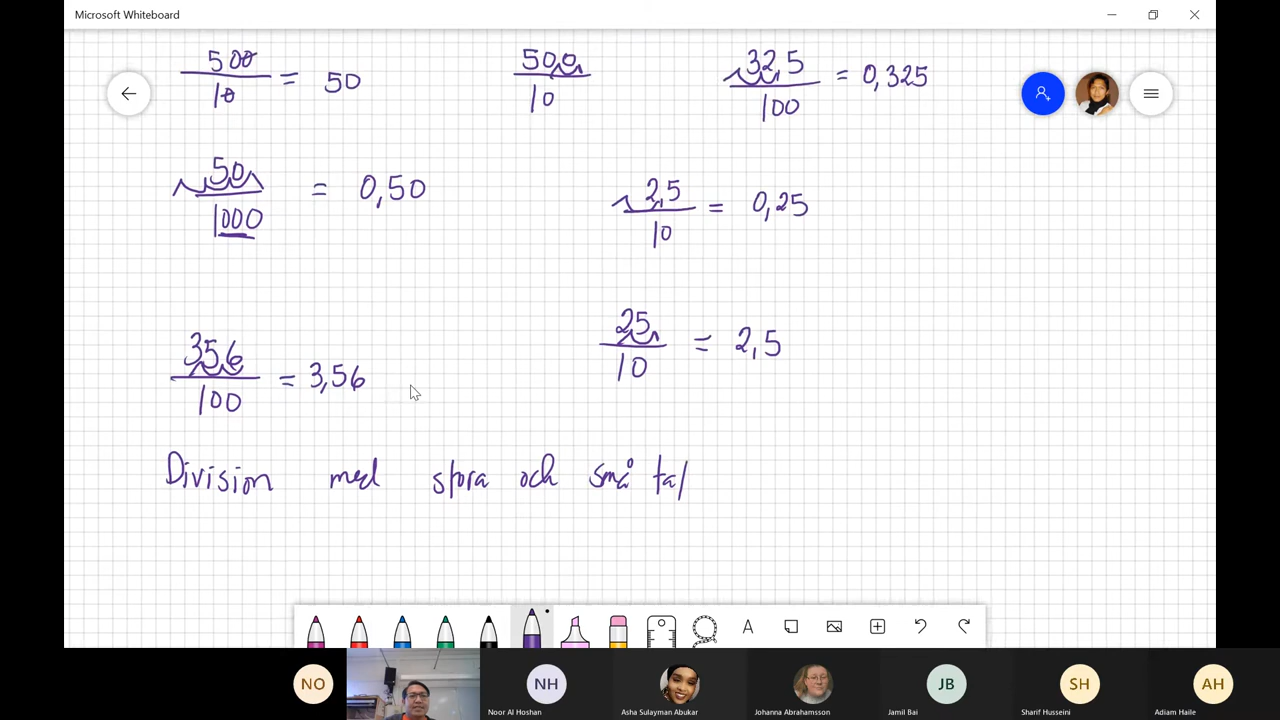 Microsoft Whiteboard
500/10 = 50
500/10
32,5/100 = 0,325
50/1000 = 0,50
2,5/10 = 0,25
356/100 = 3,56
25/10 = 2,5
Division med stora och små tal
A
NO
NH
JB
SH
AH
Noor Al Hoshan
Asha Sulayman Abukar
Johanna Abrahamsson
Jamil Bai
Sharif Husseini
Adiam Haile